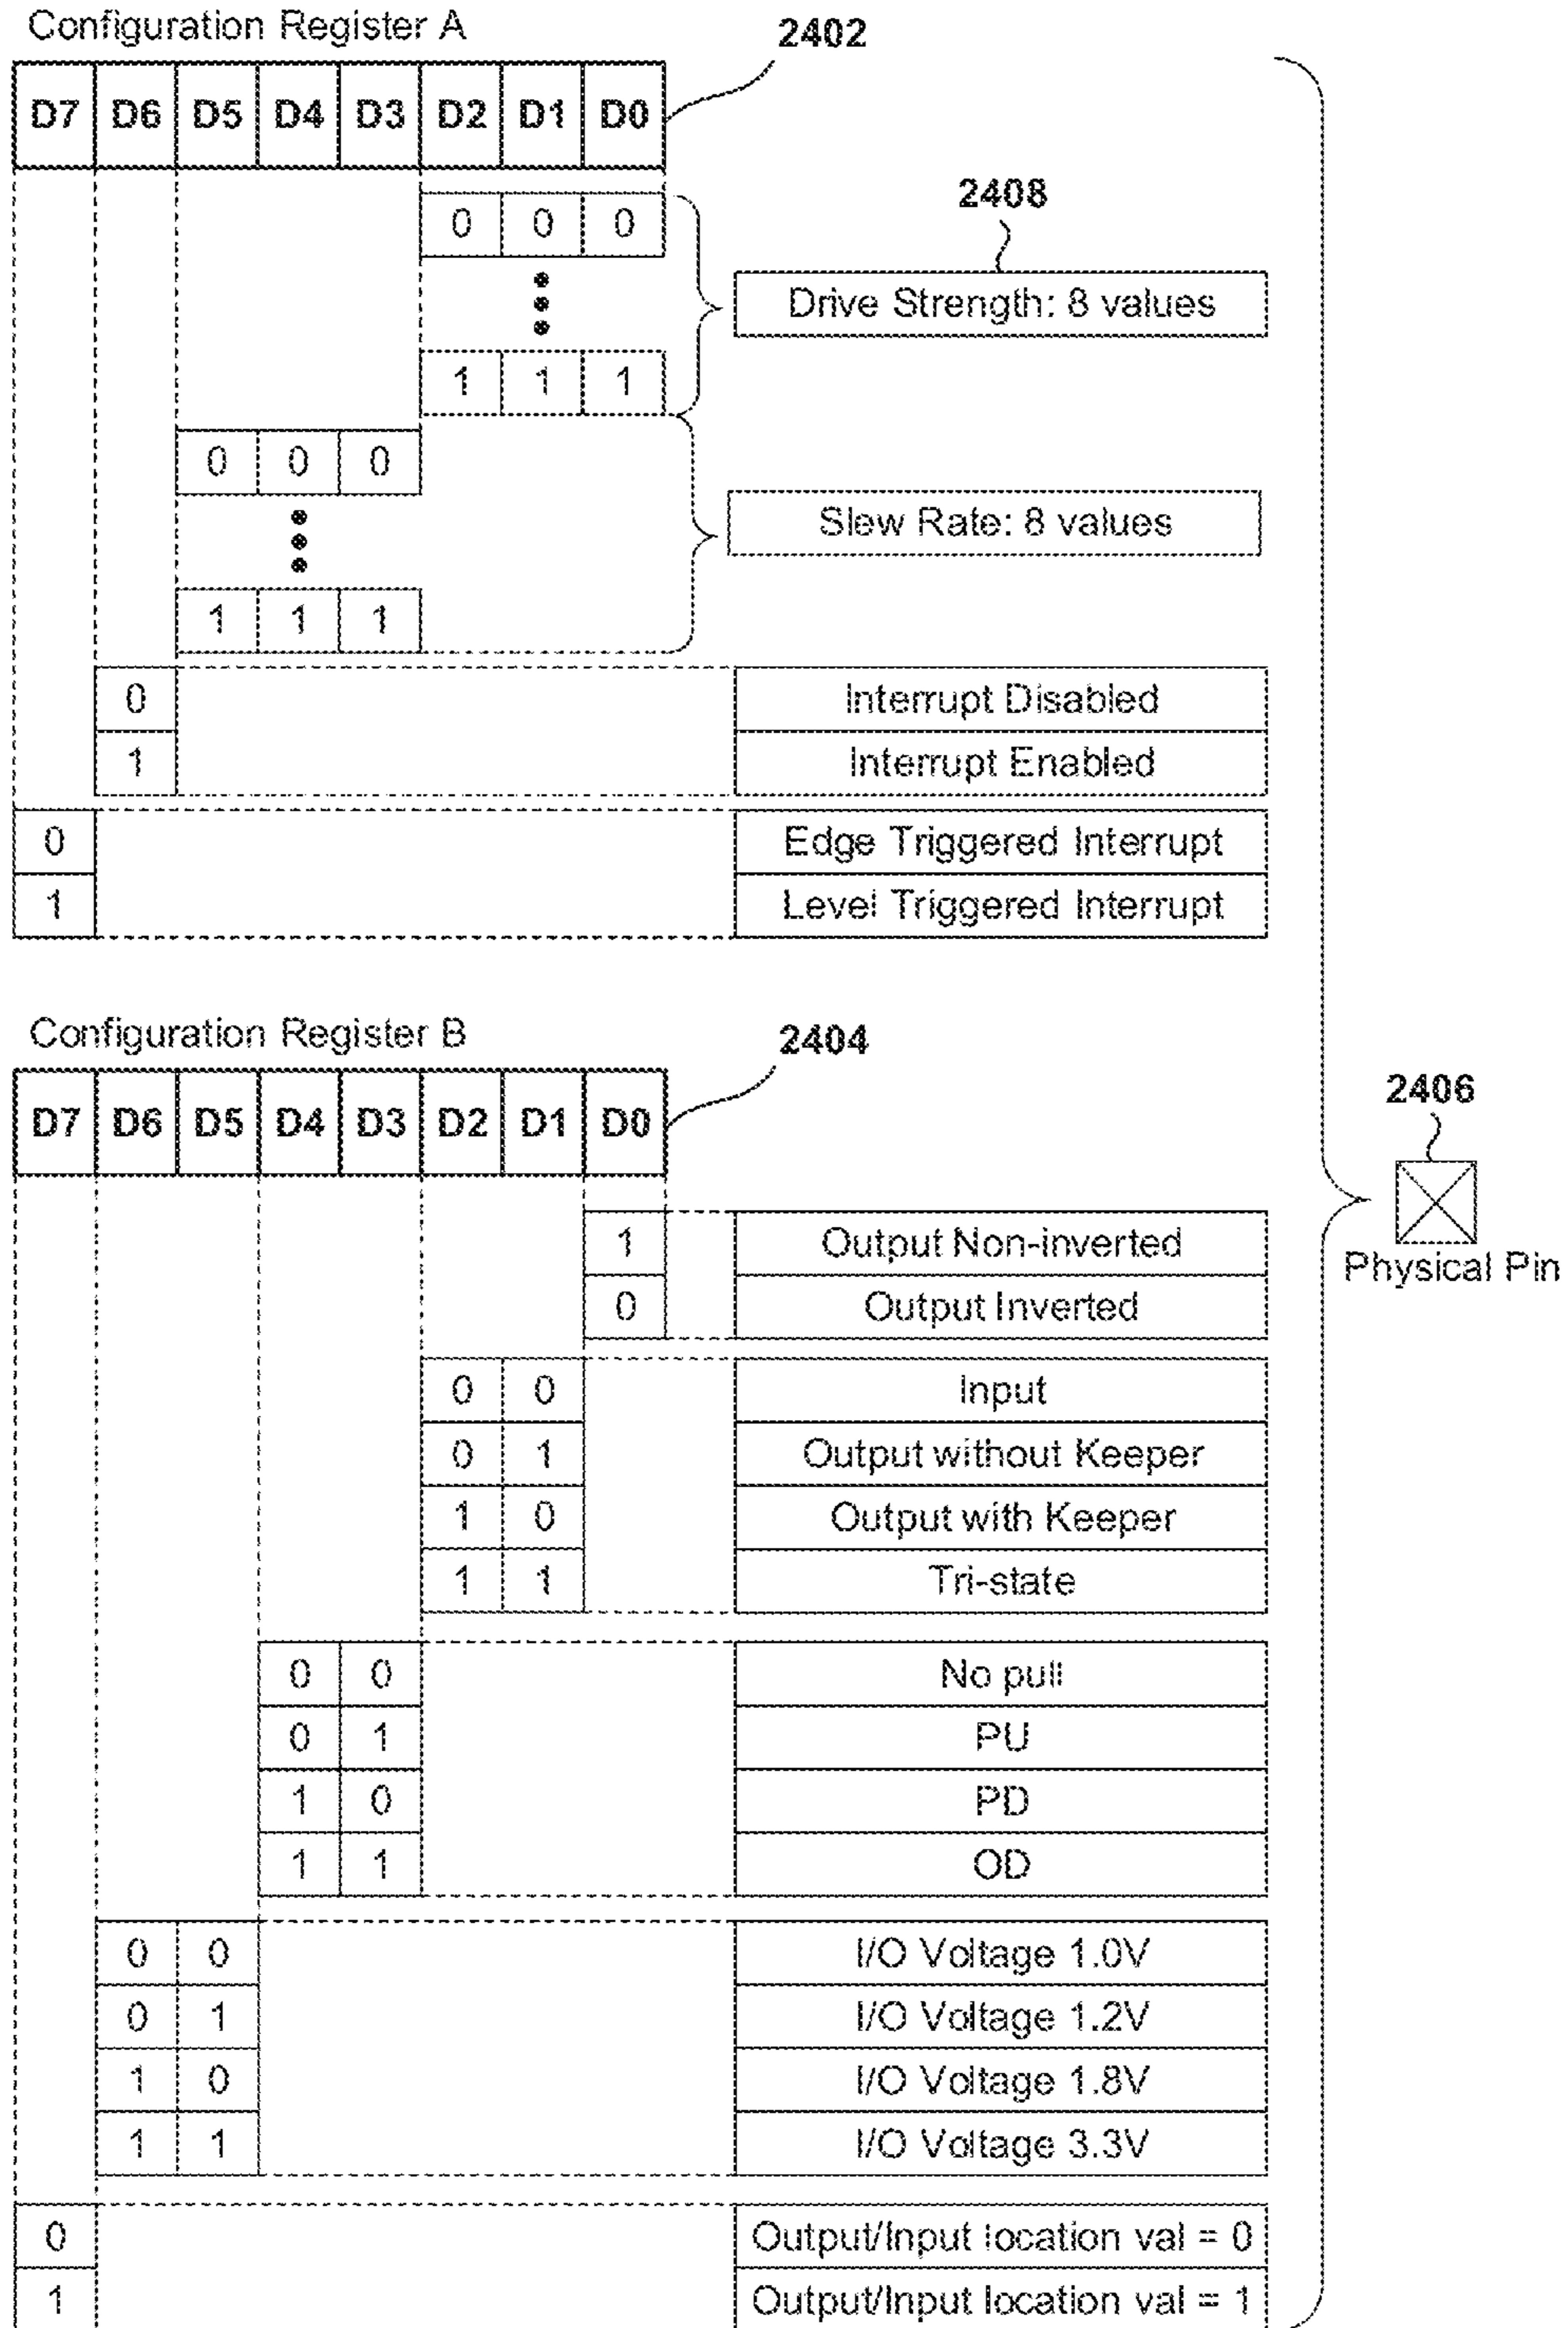 Configuration Register A
2402
D7 D6 D5 D4 D3 D2 D1 D0
0 0 0
2408
Drive Strength: 8 values
1 1 1
0 0 0
Slew Rate: 8 values
1 1 1
0 Interrupt Disabled
1 Interrupt Enabled
0 Edge Triggered Interrupt
1 Level Triggered Interrupt
Configuration Register B
2404
D7 D6 D5 D4 D3 D2 D1 D0
2406
Physical Pin
1 Output Non-inverted
0 Output Inverted
0 0 Input
0 1 Output without Keeper
1 0 Output with Keeper
1 1 Tri-state
0 0 No pull
0 1 PU
1 0 PD
1 1 OD
0 0 I/O Voltage 1.0V
0 1 I/O Voltage 1.2V
1 0 I/O Voltage 1.8V
1 1 I/O Voltage 3.3V
0 Output/Input location val = 0
1 Output/Input location val = 1